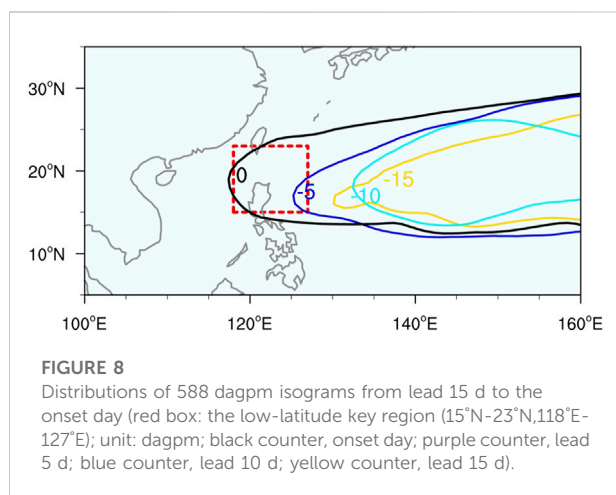 30°N
20°N
10°N
0
-5
-10
-15
100°E 120°E 140°E 160°E
FIGURE 8
Distributions of 588 dagpm isograms from lead 15 d to the
onset day (red box: the low-latitude key region (15°N-23°N,118°E-
127°E); unit: dagpm; black counter, onset day; purple counter, lead
5 d; blue counter, lead 10 d; yellow counter, lead 15 d).